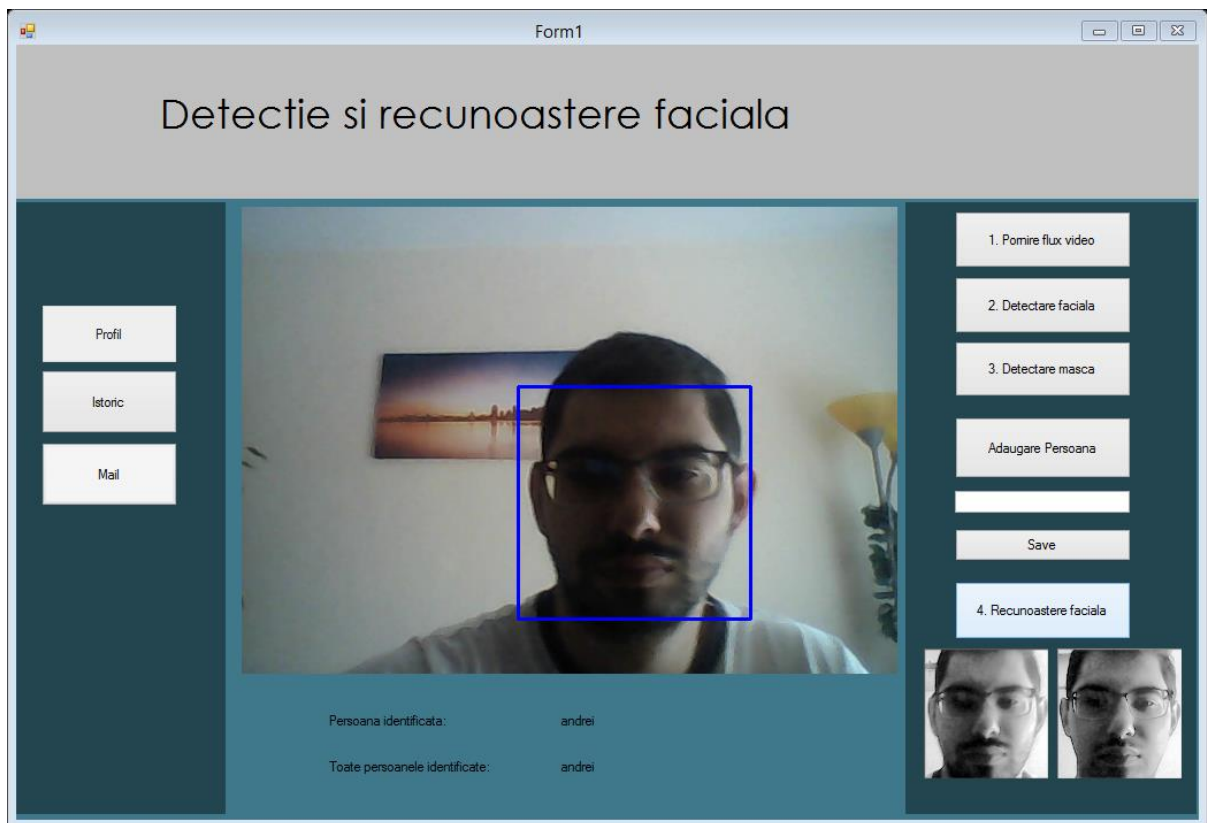 Form1
Detectie si recunoastere faciala
Profil
Istoric
Mail
1. Pornire flux video
2. Detectare faciala
3. Detectare masca
Adaugare Persoana
Save
4. Recunoastere faciala
Persoana identificata: andrei
Toate persoanele identificate: andrei